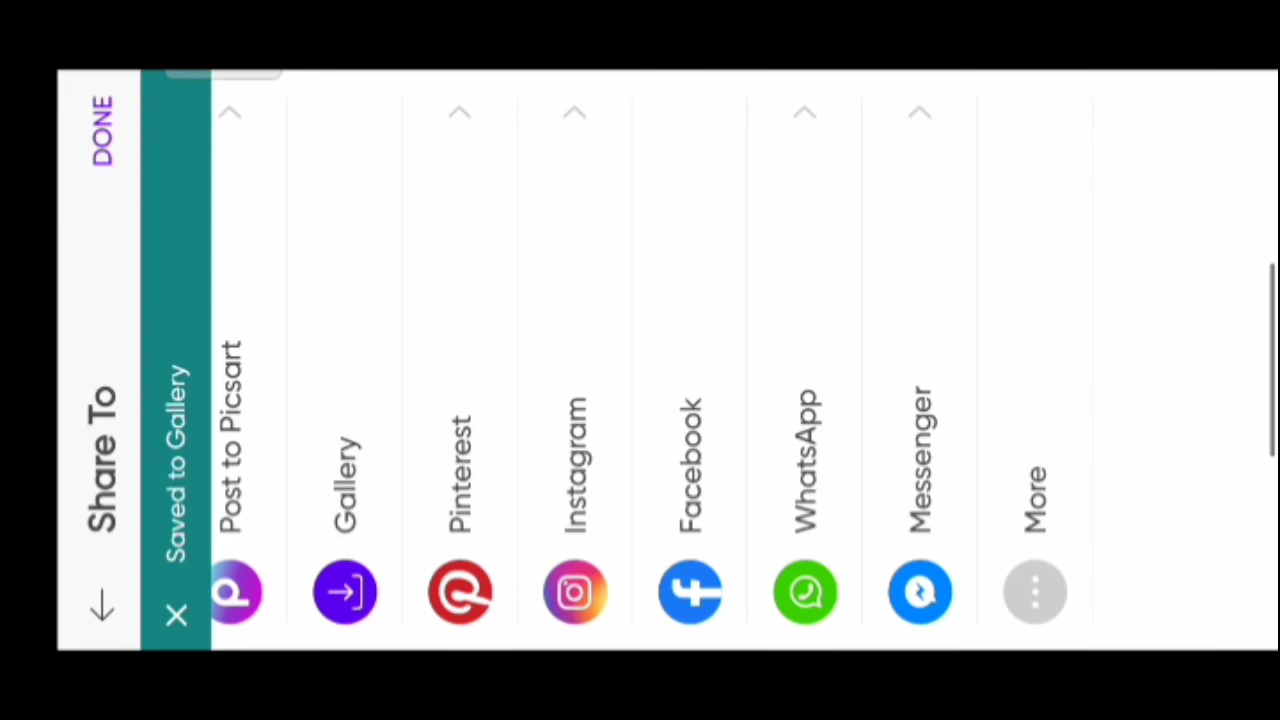 Share To
DONE
Saved to Gallery
Post to Picsart
Gallery
Pinterest
Instagram
Facebook
WhatsApp
Messenger
More